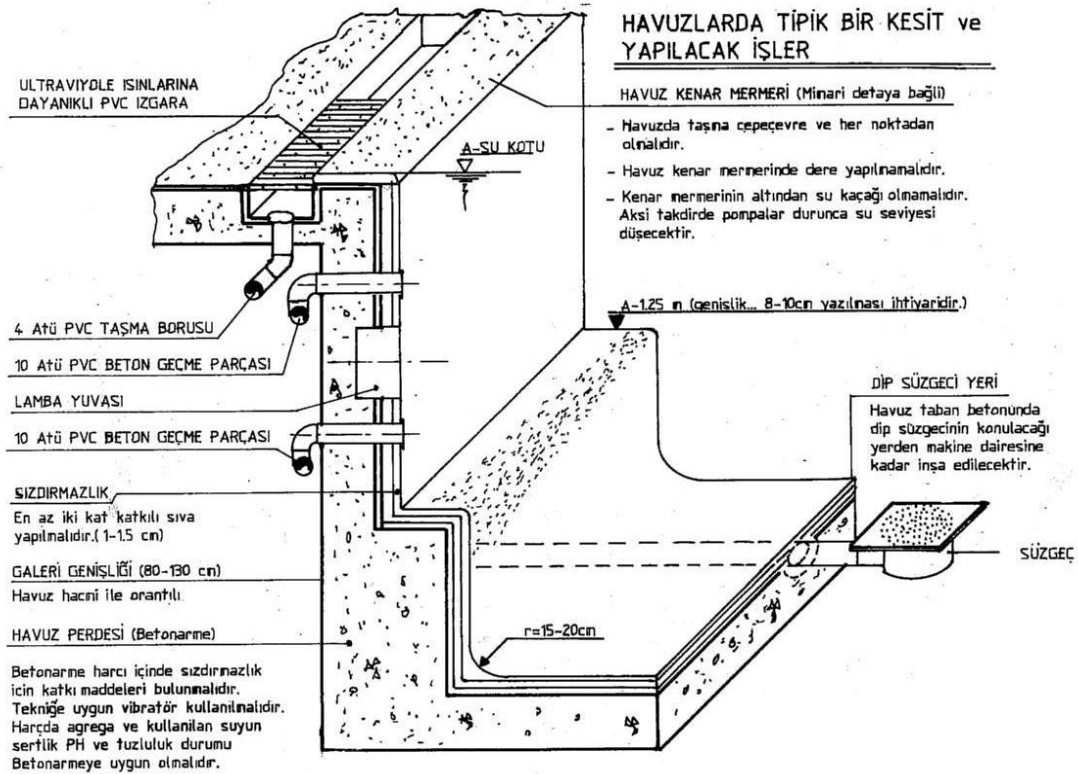 HAVUZLARDA TİPİK BİR KESİT ve
YAPILACAK İŞLER
ULTRAVIYOLE ISINLARINA
DAYANIKLI PVC IZGARA
HAVUZ KENAR MERMERİ (Minari detaya bağli)
- Havuzda taşma çepeçevre ve her noktadan
olmalıdır.
- Havuz kenar mermerinde dere yapılmamalıdır.
- Kenar mermerinin altından su kaçağı olmamalıdır.
Aksi takdirde pompalar durunca su seviyesi
düşecektir.
A-SU KOTU
A-1.25 m (genişlik... 8-10cm yazılması ihtiyaridir.)
4 Atü PVC TAŞMA BORUSU
10 Atü PVC BETON GEÇME PARÇASI
LAMBA YUVASI
10 Atü PVC BETON GEÇME PARÇASI
SIZDIRMAZLIK
En az iki kat katkılı sıva
yapılmalıdır.( 1-1.5 cm)
GALERİ GENİŞLİĞİ (80-130 cm)
Havuz hacmi ile orantılı
HAVUZ PERDESİ (Betonarme)
Betonarme harcı içinde sızdırmazlık
için katkı maddeleri bulunmalıdır.
Tekniğe uygun vibratör kullanılmalıdır.
Harçda agrega ve kullanılan suyun
sertlik PH ve tuzluluk durumu
Betonarmeye uygun olmalıdır.
DİP SÜZGECİ YERİ
Havuz taban betonunda
dip süzgecinin konulacağı
yerden makine dairesine
kadar inşa edilecektir.
SÜZGEÇ
r=15-20cm